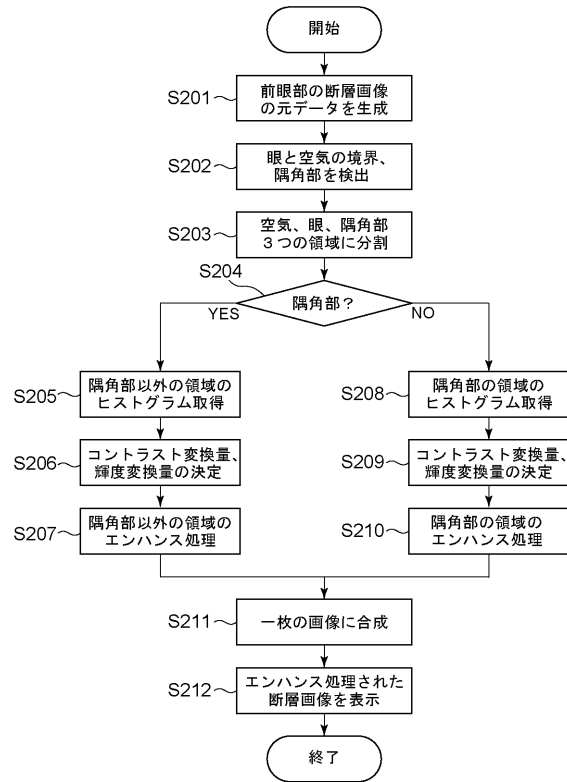 開始
S201
前眼部の断層画像
の元データを生成
S202
眼と空気の境界、
隅角部を検出
S203
空気、眼、隅角部
3つの領域に分割
S204
隅角部?
YES
NO
S205
隅角部以外の領域の
ヒストグラム取得
S206
コントラスト変換量、
輝度変換量の決定
S207
隅角部以外の領域の
エンハンス処理
S208
隅角部の領域の
ヒストグラム取得
S209
コントラスト変換量、
輝度変換量の決定
S210
隅角部の領域の
エンハンス処理
S211
一枚の画像に合成
S212
エンハンス処理された
断層画像を表示
終了